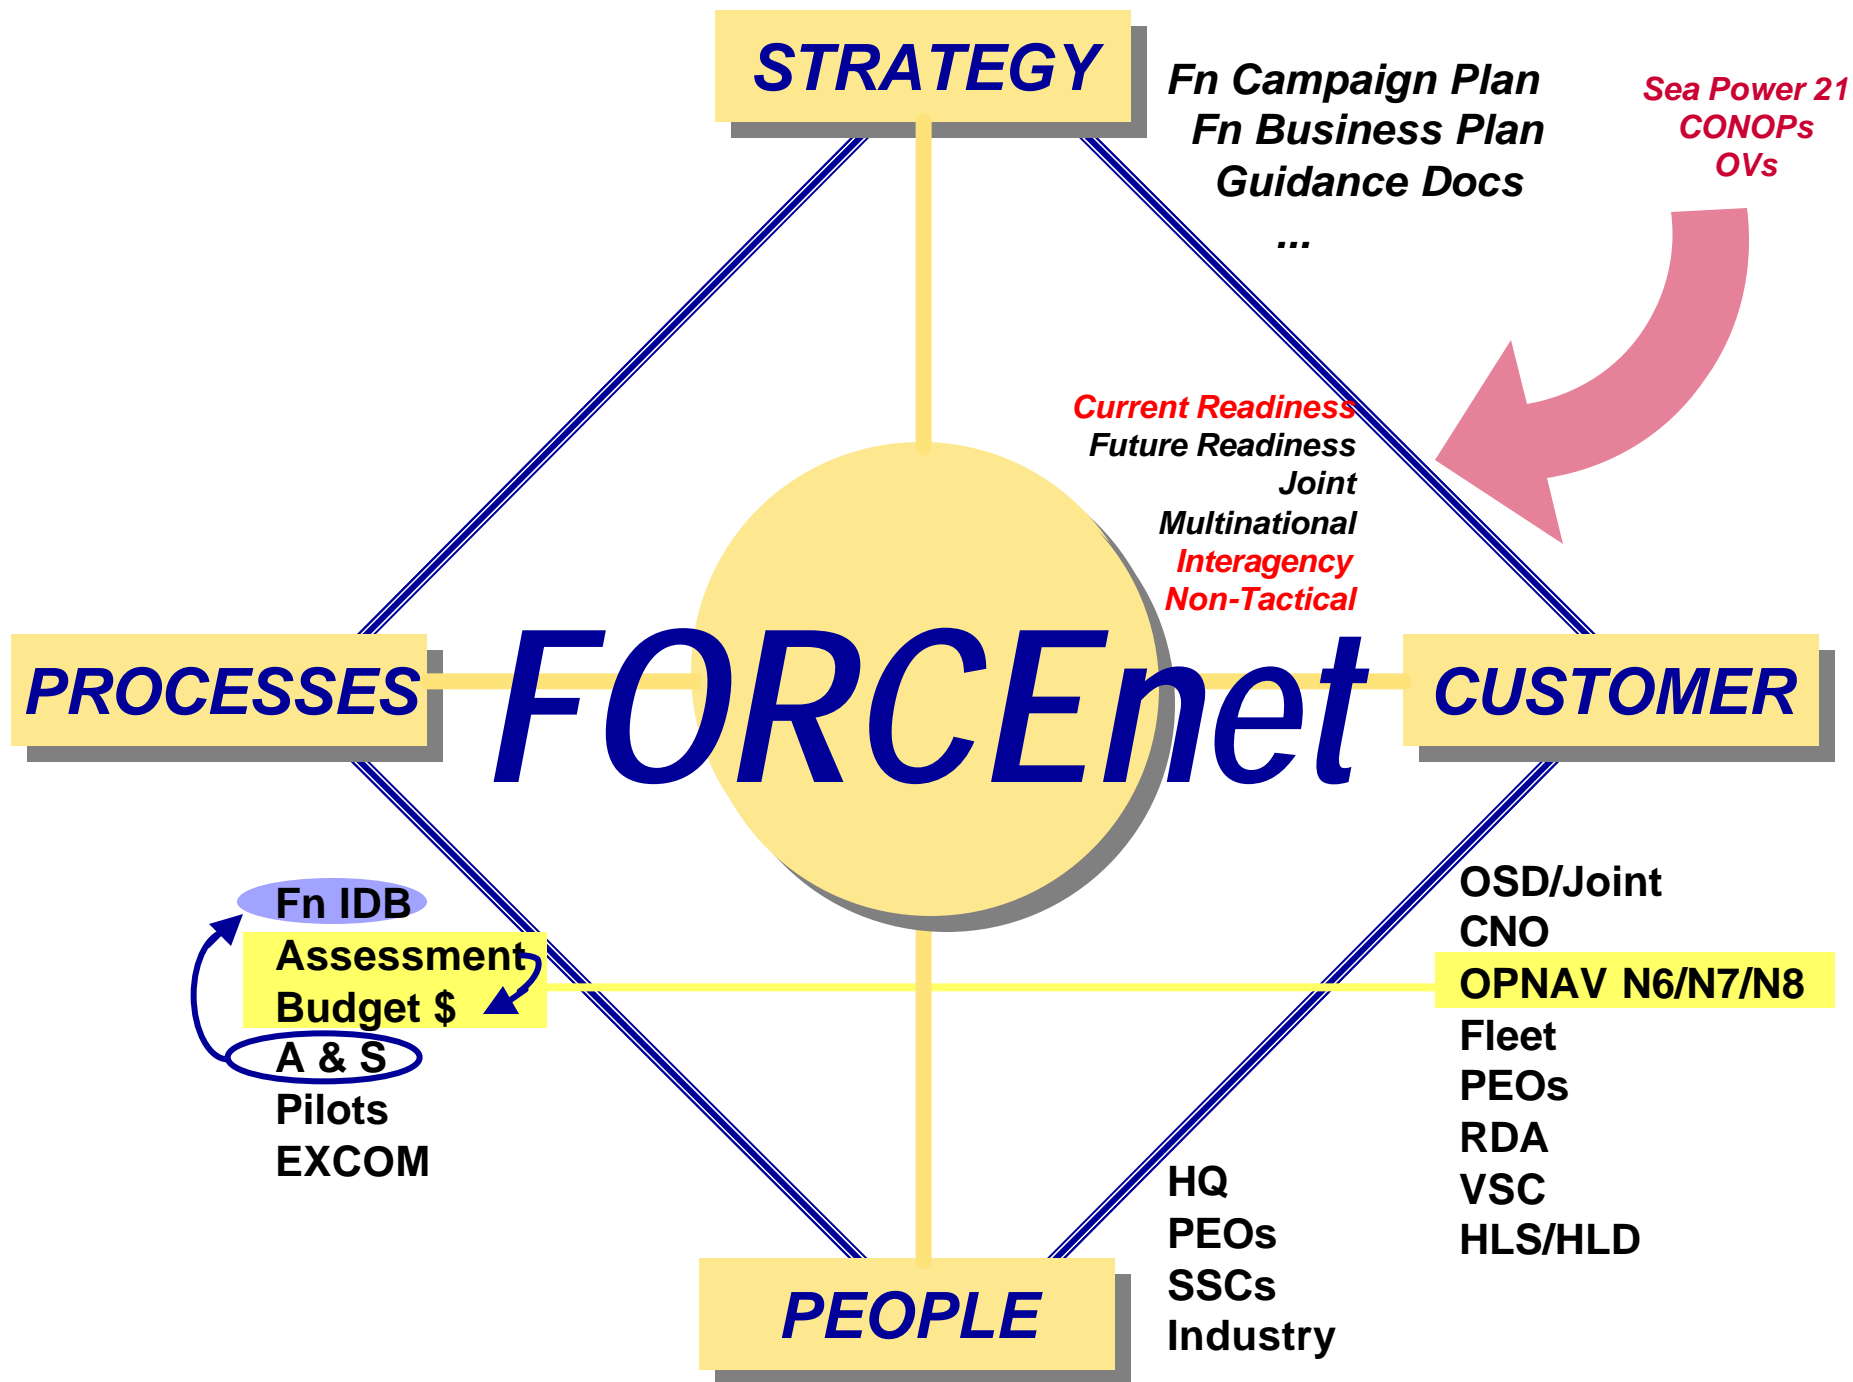 STRATEGY
Fn Campaign Plan
Fn Business Plan
Guidance Docs
...
Sea Power 21
CONOPs
OVs
Current Readiness
Future Readiness
Joint
Multinational
Interagency
Non-Tactical
PROCESSES
FORCEnet
CUSTOMER
Fn IDB
Assessment
Budget $
A & S
Pilots
EXCOM
OSD/Joint
CNO
OPNAV N6/N7/N8
Fleet
PEOs
RDA
VSC
HLS/HLD
HQ
PEOs
SSCs
Industry
PEOPLE